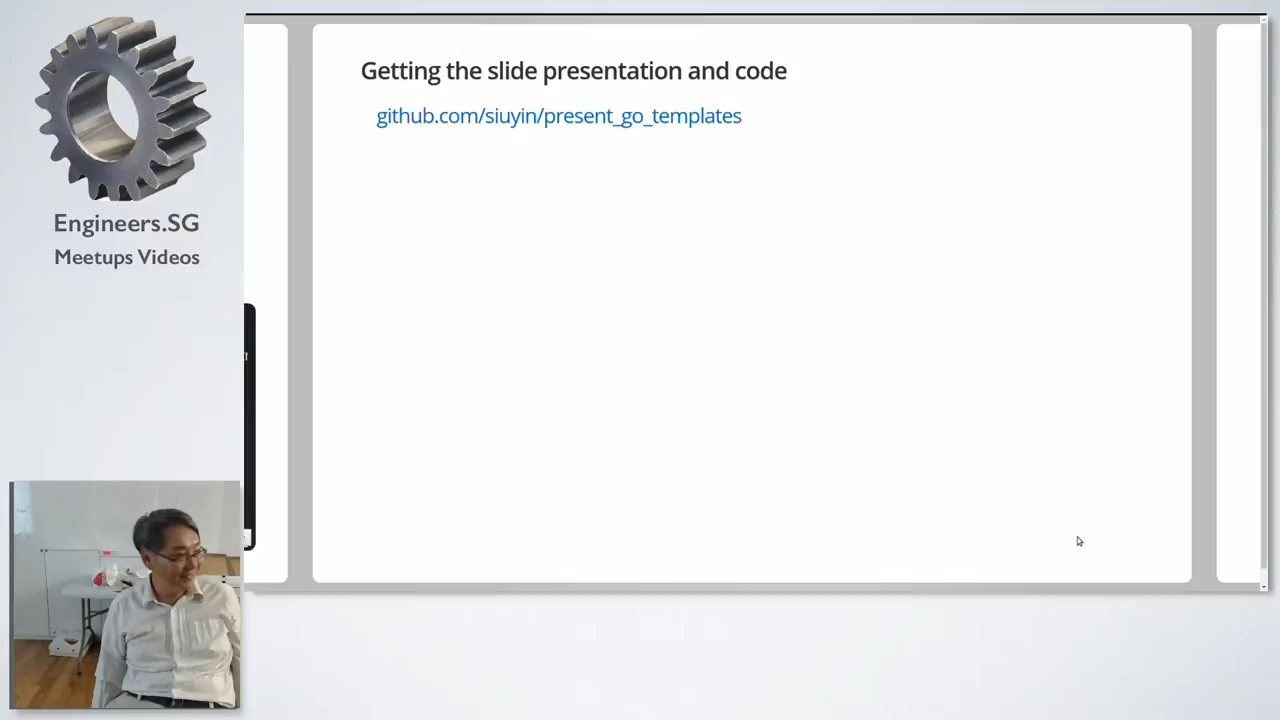 Engineers.SG
Meetups Videos
Getting the slide presentation and code
github.com/siuyin/present_go_templates